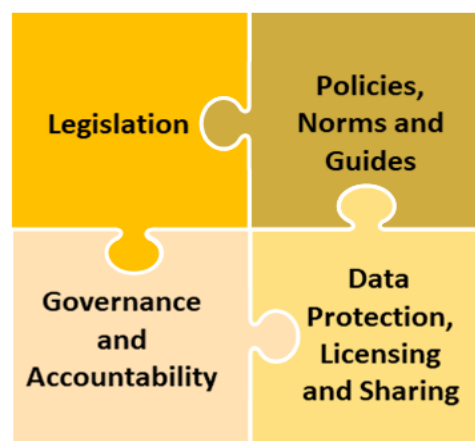 Legislation
Policies,
Norms and
Guides
Governance
and
Accountability
Data
Protection,
Licensing
and Sharing